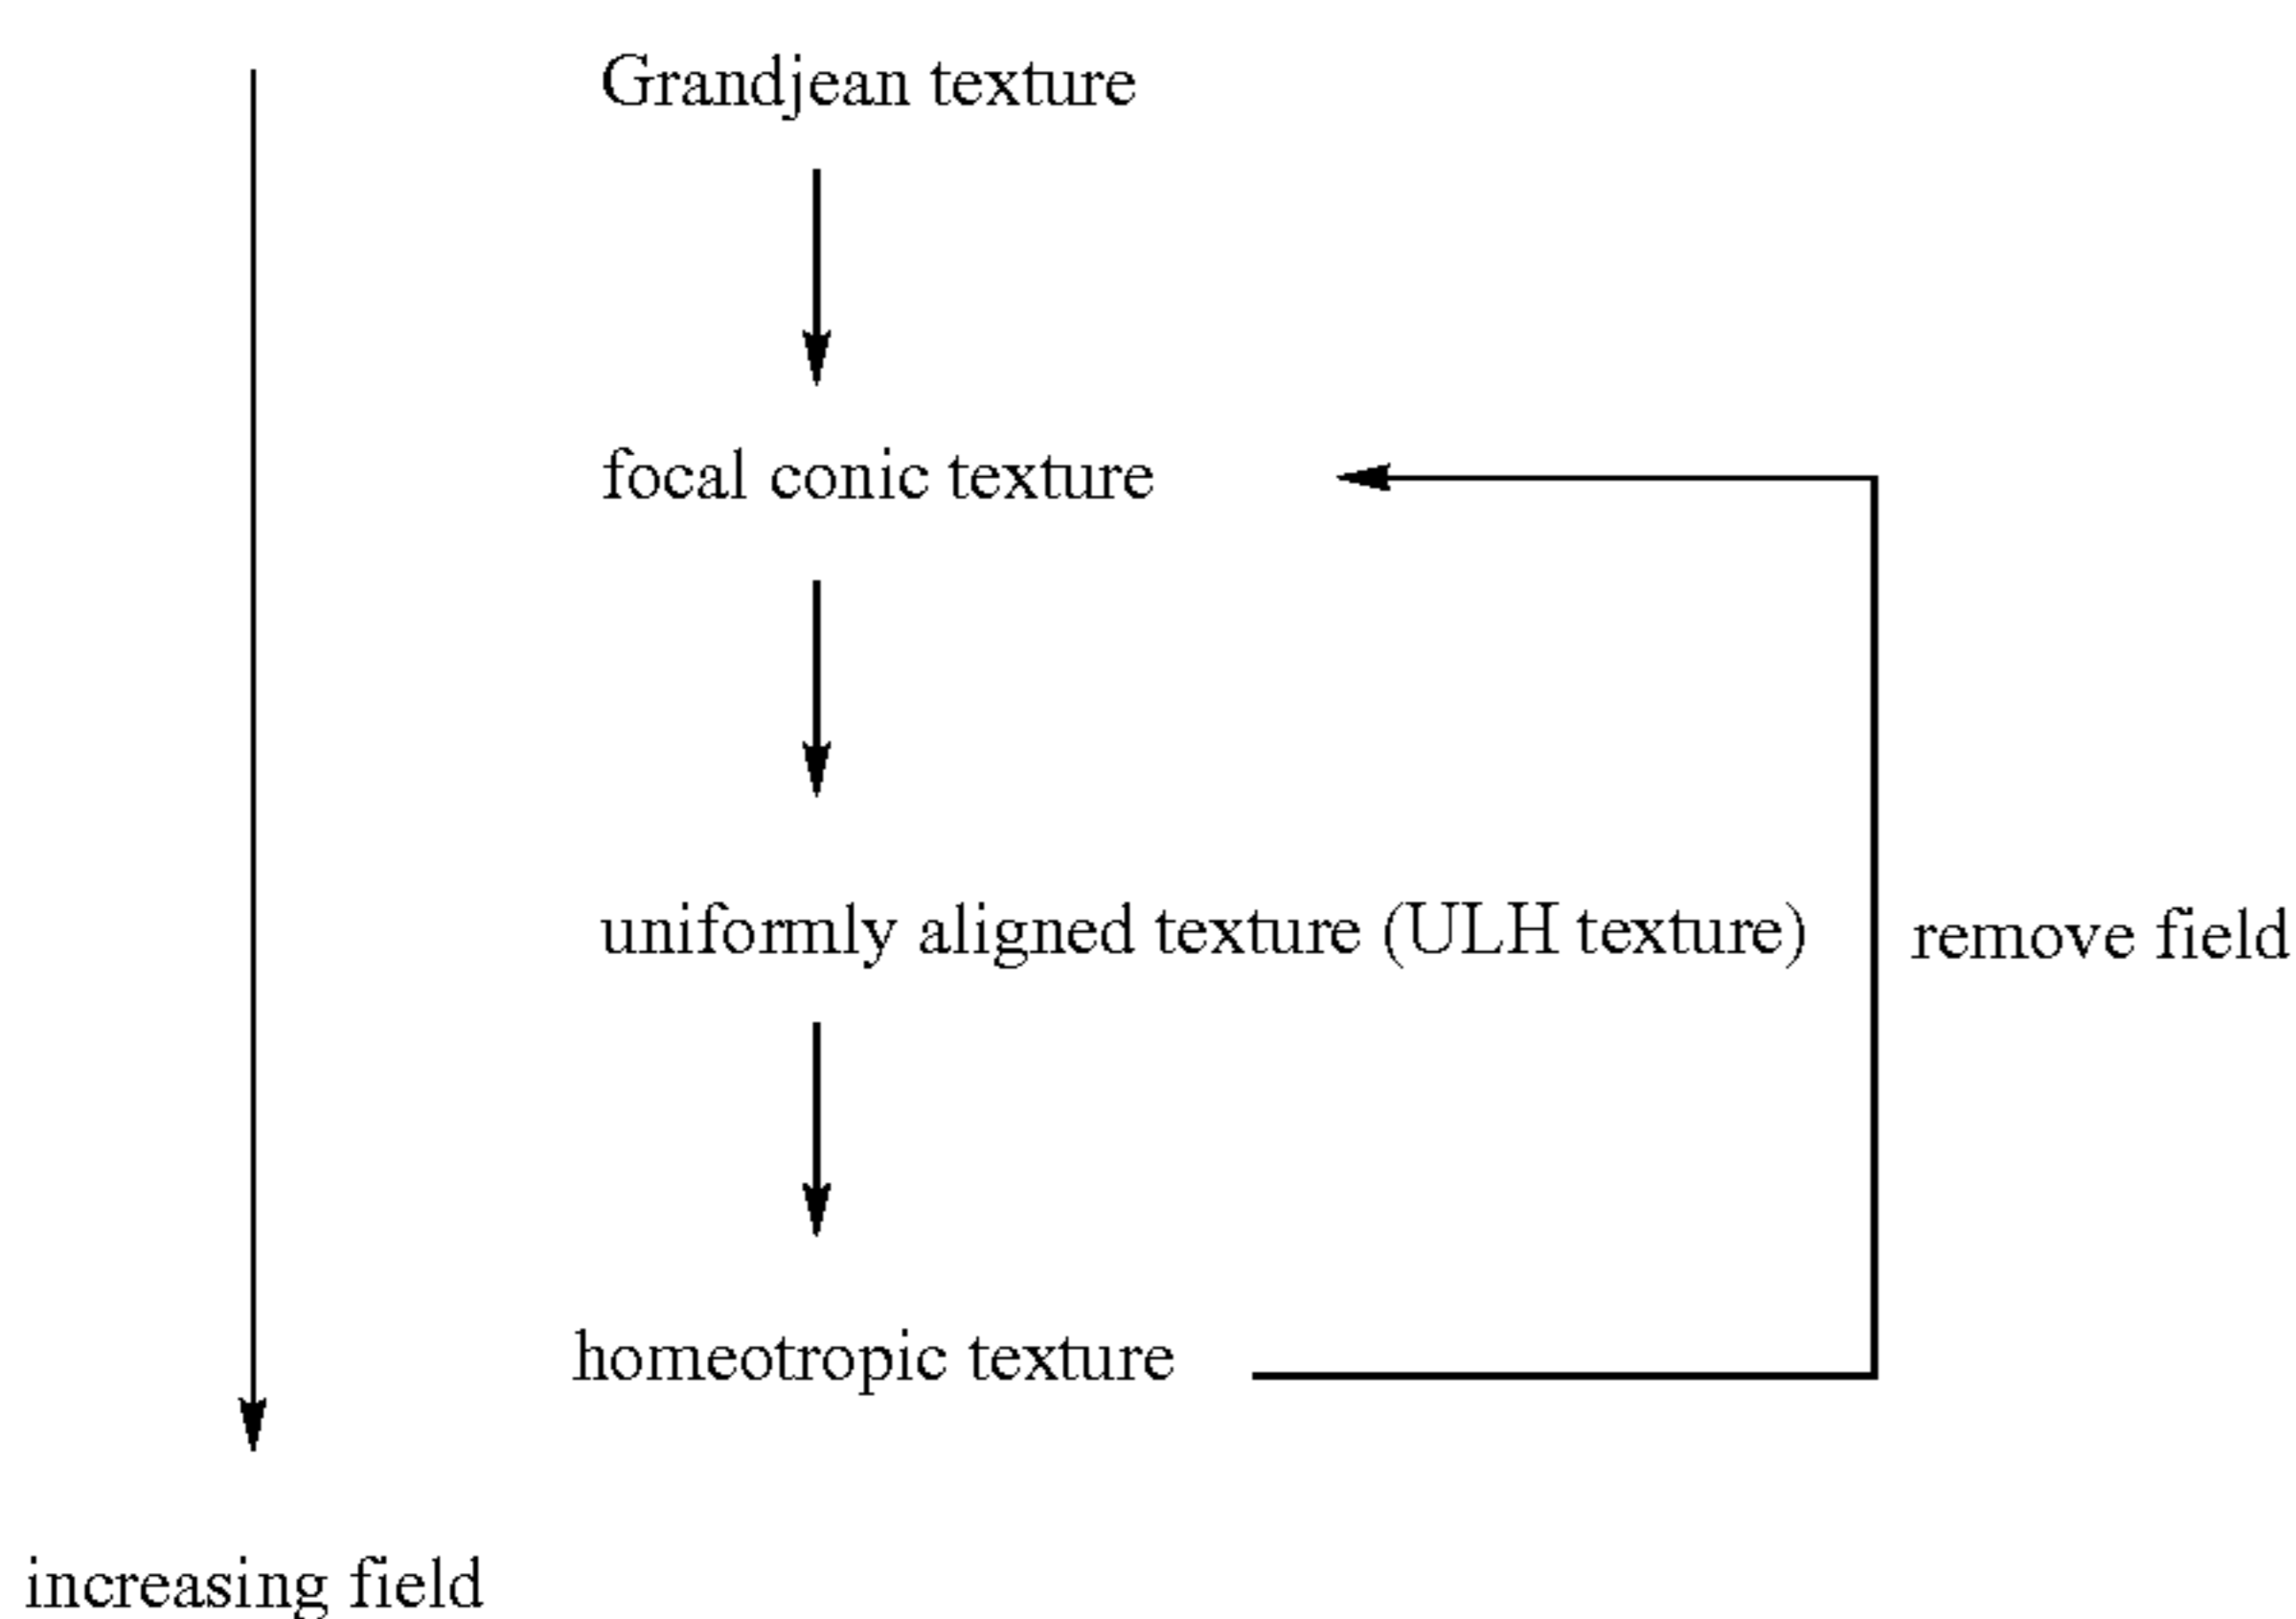 Grandjean texture
focal conic texture
uniformly aligned texture (ULH texture)
remove field
homeotropic texture
increasing field